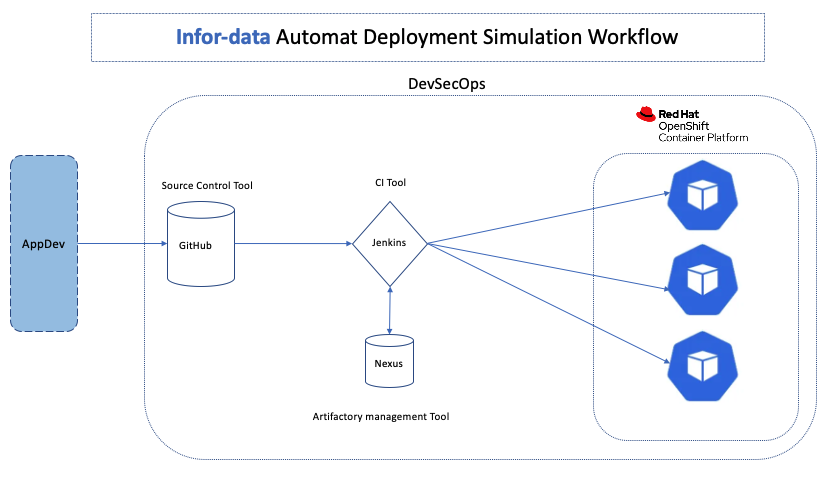 Infor-data Automat Deployment Simulation Workflow
DevSecOps
Red Hat
OpenShift
Container Platform
Source Control Tool
CI Tool
AppDev
GitHub
Jenkins
Nexus
Artifactory management Tool